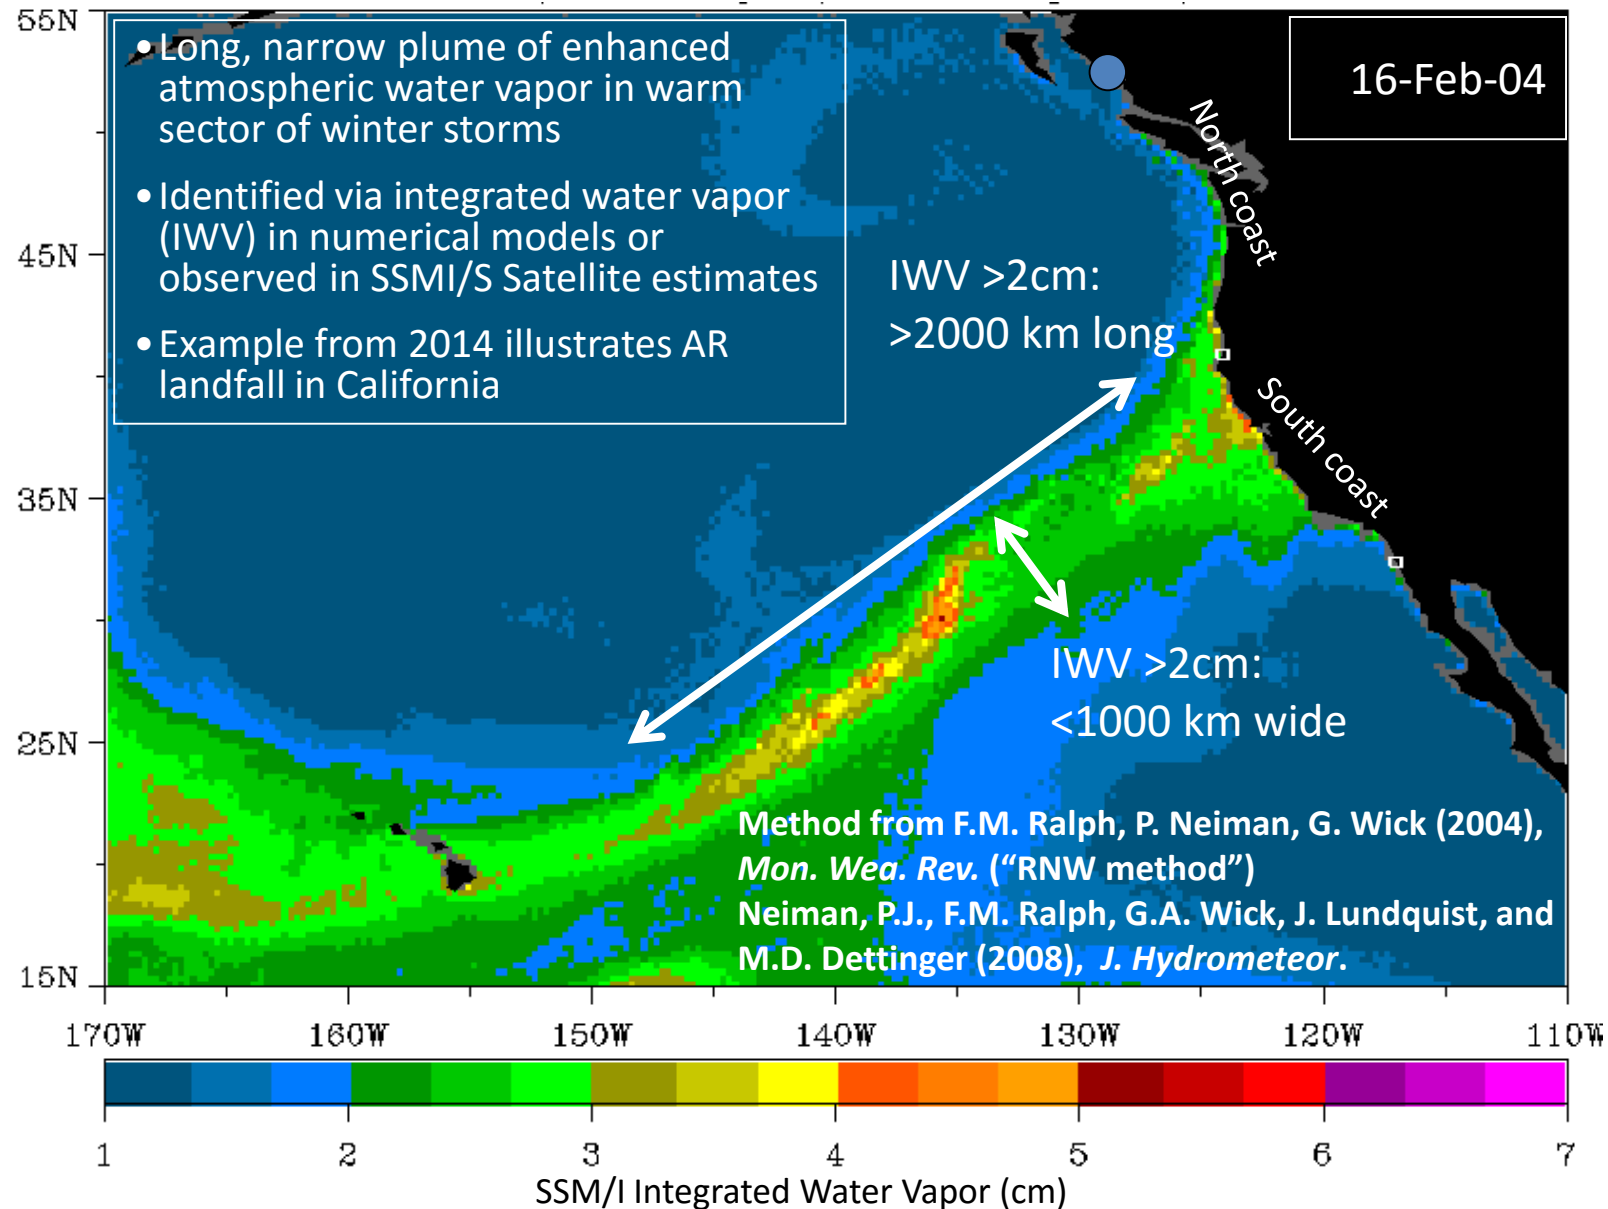 55N
• Long, narrow plume of enhanced
atmospheric water vapor in warm
sector of winter storms
• Identified via integrated water vapor
(IWV) in numerical models or
observed in SSMI/S Satellite estimates
• Example from 2014 illustrates AR
landfall in California
16-Feb-04
North coast
45N
IWV >2cm:
>2000 km long
South coast
35N
IWV >2cm:
<1000 km wide
25N
Method from F.M. Ralph, P. Neiman, G. Wick (2004),
Mon. Wea. Rev. (“RNW method”)
Neiman, P.J., F.M. Ralph, G.A. Wick, J. Lundquist, and
M.D. Dettinger (2008), J. Hydrometeor.
15N
170W 160W 150W 140W 130W 120W 110W
1 2 3 4 5 6 7
SSM/I Integrated Water Vapor (cm)